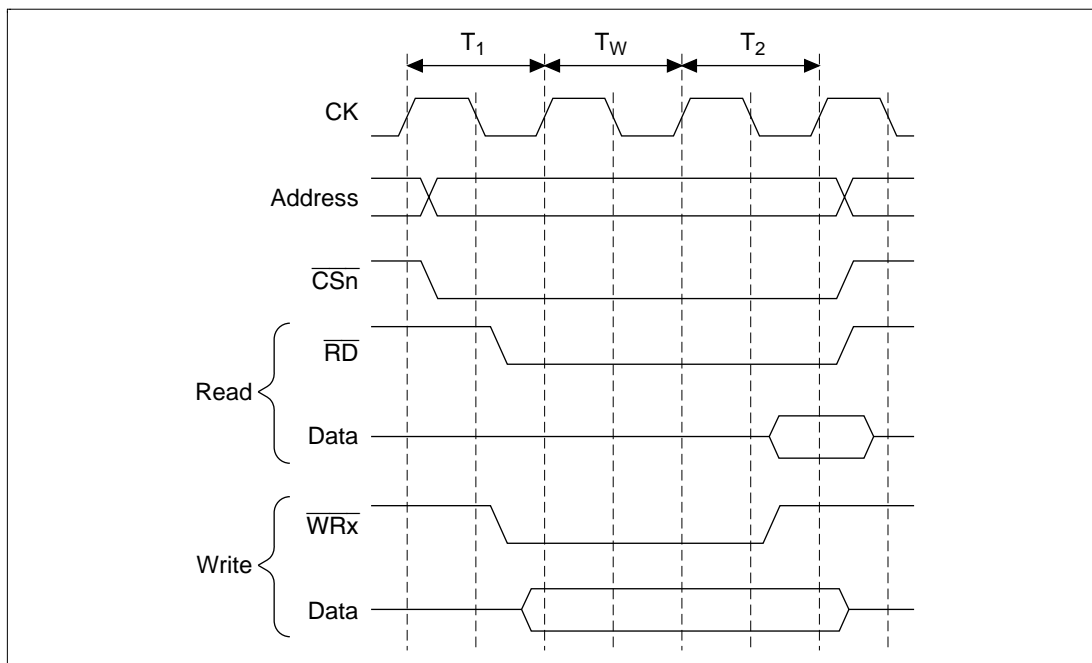 T1 TW T2
CK
Address
CSn
RD
Read
Data
WRx
Write
Data